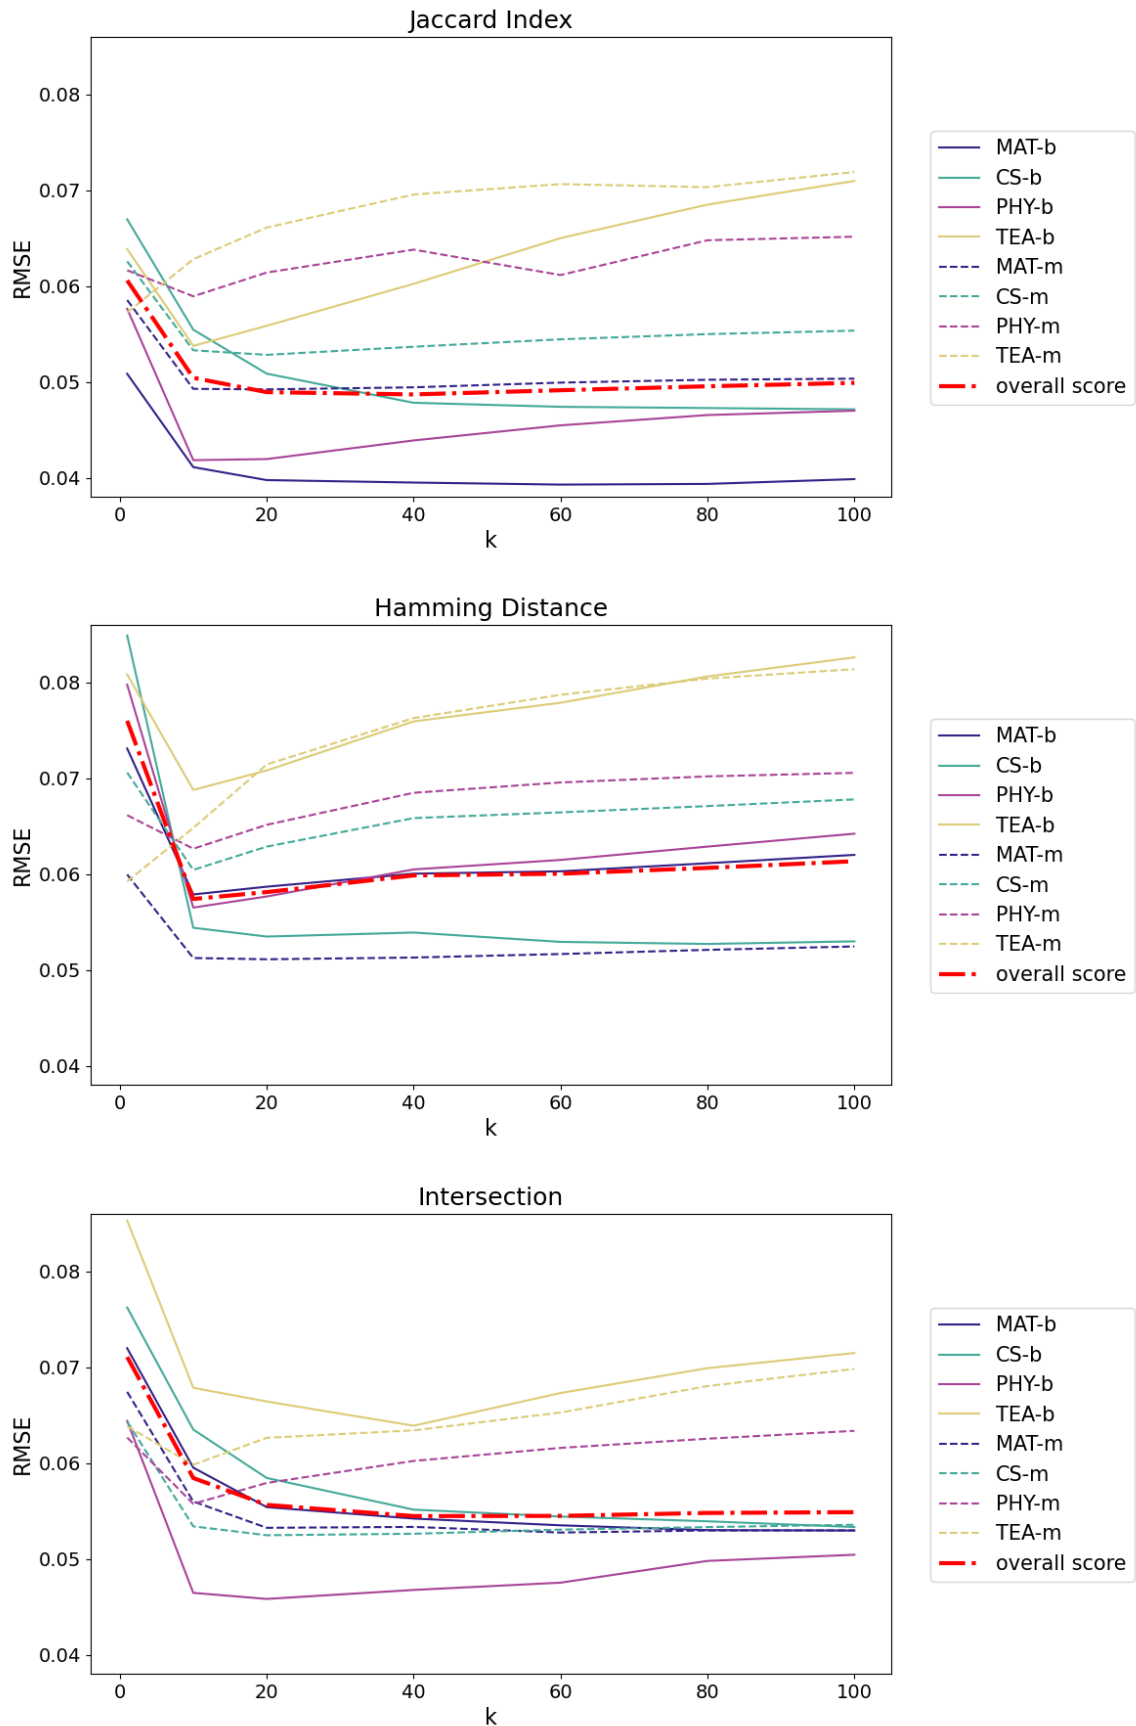 Jaccard Index
0.08
0.07
0.06
0.05
0.04
RMSE
0 20 40 60 80 100
k
MAT-b
CS-b
PHY-b
TEA-b
MAT-m
CS-m
PHY-m
TEA-m
overall score
Hamming Distance
0.08
0.07
0.06
0.05
0.04
RMSE
0 20 40 60 80 100
k
MAT-b
CS-b
PHY-b
TEA-b
MAT-m
CS-m
PHY-m
TEA-m
overall score
Intersection
0.08
0.07
0.06
0.05
0.04
RMSE
0 20 40 60 80 100
k
MAT-b
CS-b
PHY-b
TEA-b
MAT-m
CS-m
PHY-m
TEA-m
overall score